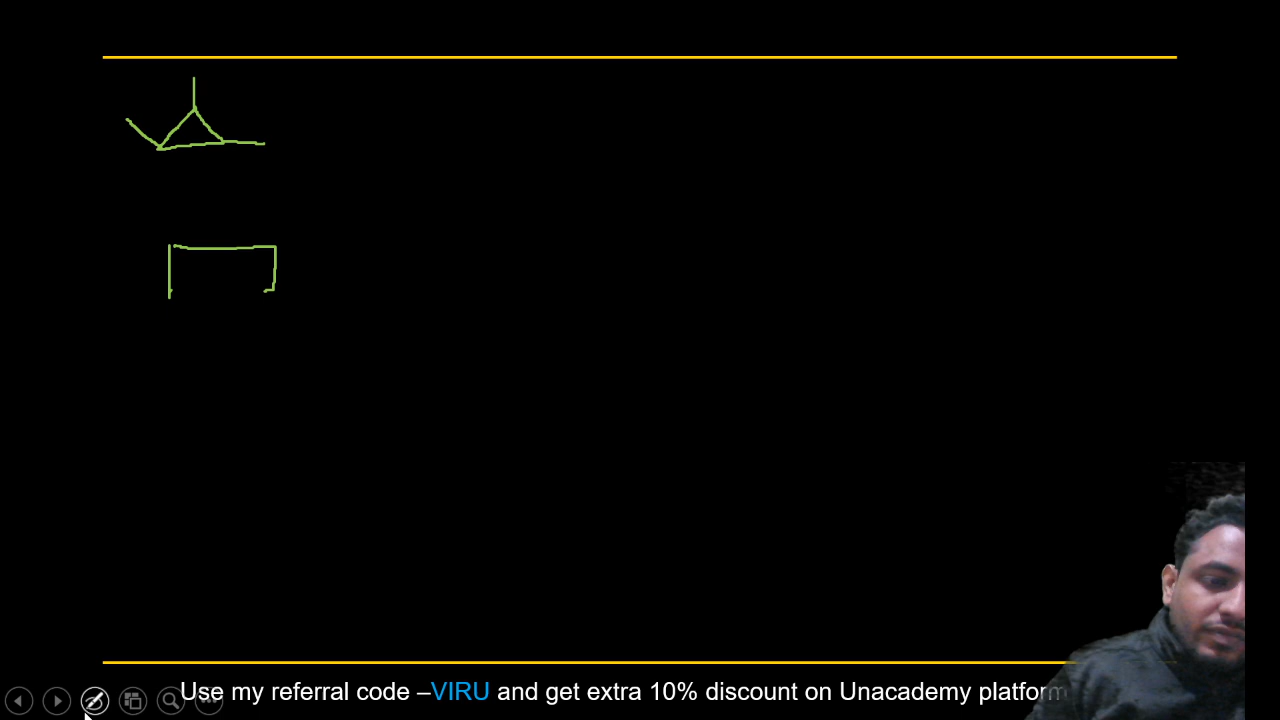 Use my referral code –VIRU and get extra 10% discount on Unacademy platform